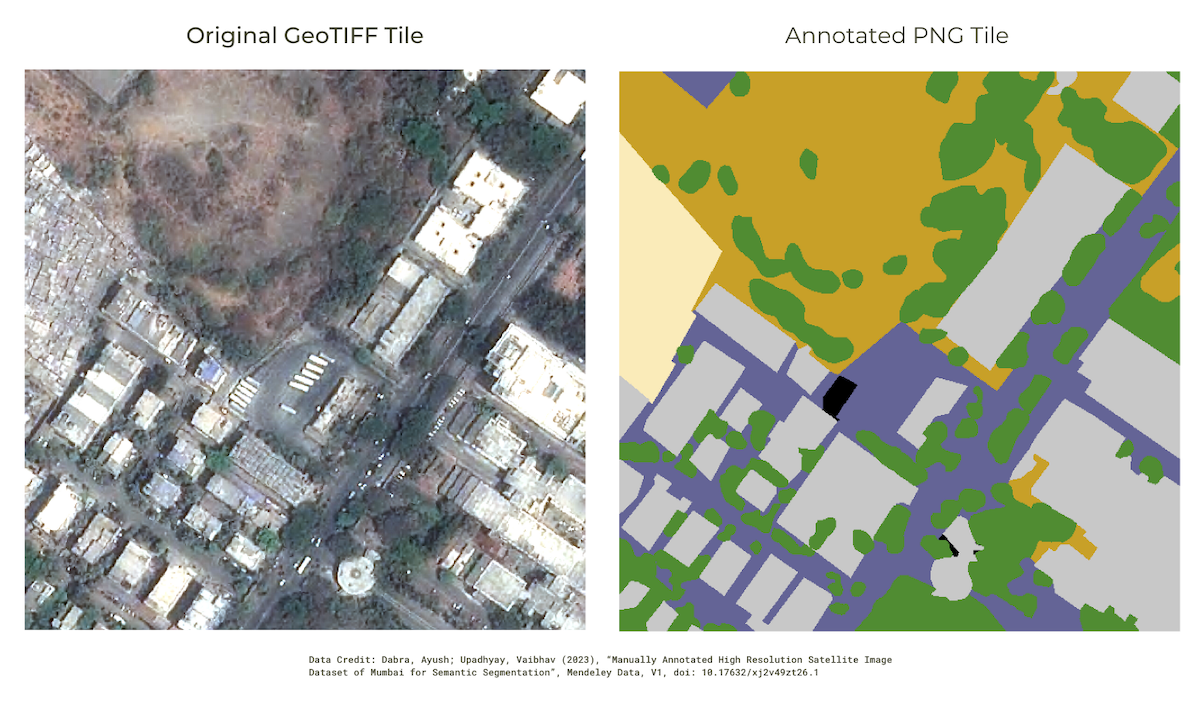 Original GeoTIFF Tile
Annotated PNG Tile
Data Credit: Dabra, Ayush; Upadhyay, Vaibhav (2023), “Manually Annotated High Resolution Satellite Image
Dataset of Mumbai for Semantic Segmentation”, Mendeley Data, V1, doi: 10.17632/xj2v49zt26.1